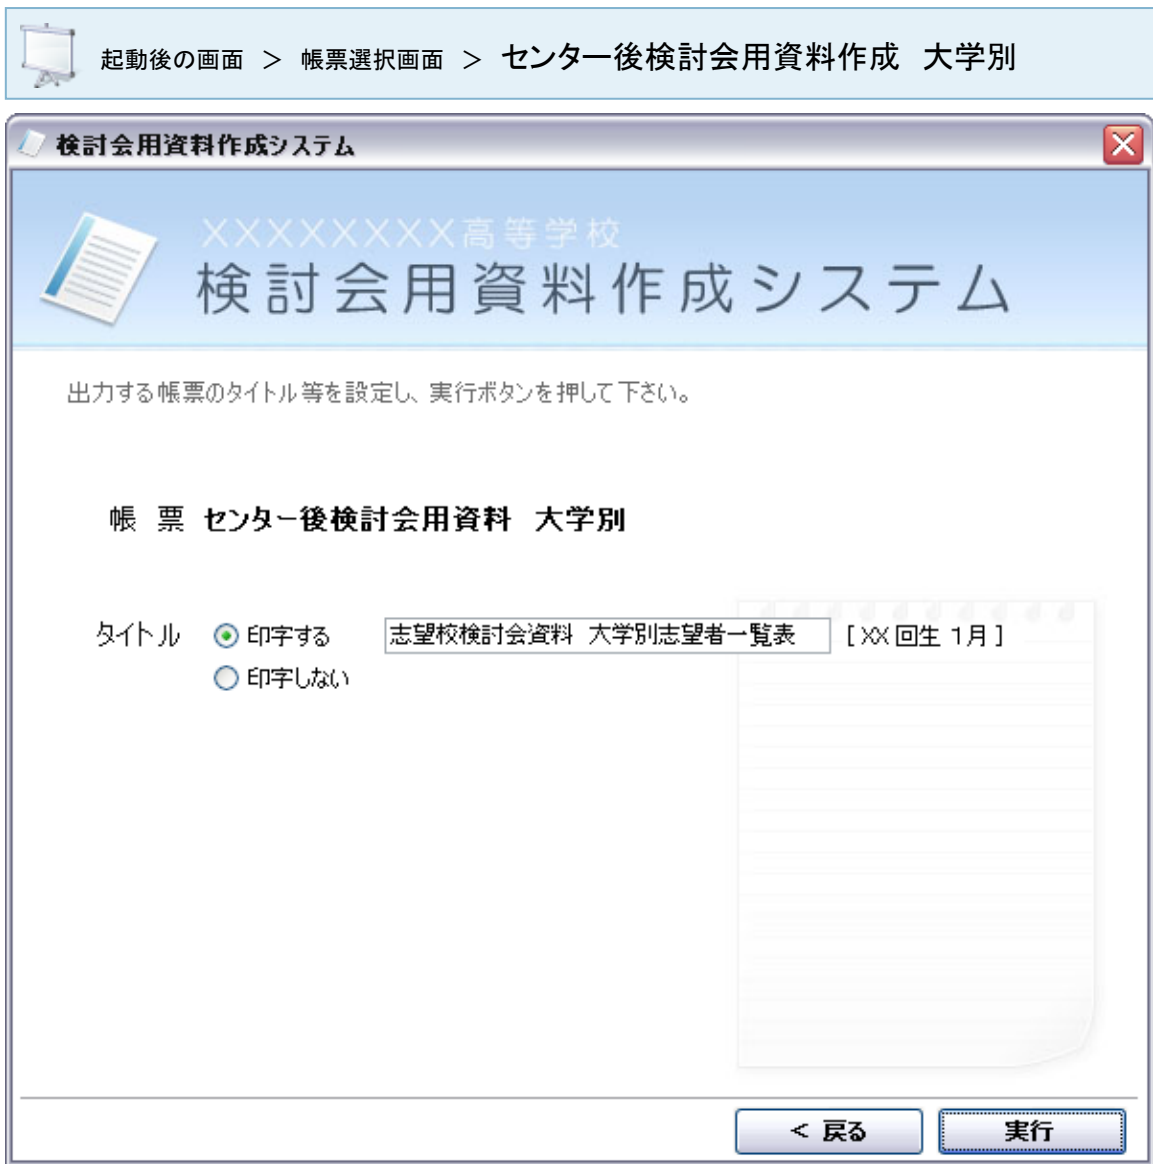 起動後の画面 ＞ 帳票選択画面 ＞ センター後検討会用資料作成　大学別
検討会用資料作成システム
XXXXXXXX高等学校
検討会用資料作成システム
出力する帳票のタイトル等を設定し、実行ボタンを押して下さい。
帳 票 センター後検討会用資料　大学別
タイトル 印字する 志望校検討会資料　大学別志望者一覧表 [ XX 回生 1月 ]
印字しない
< 戻る 実行